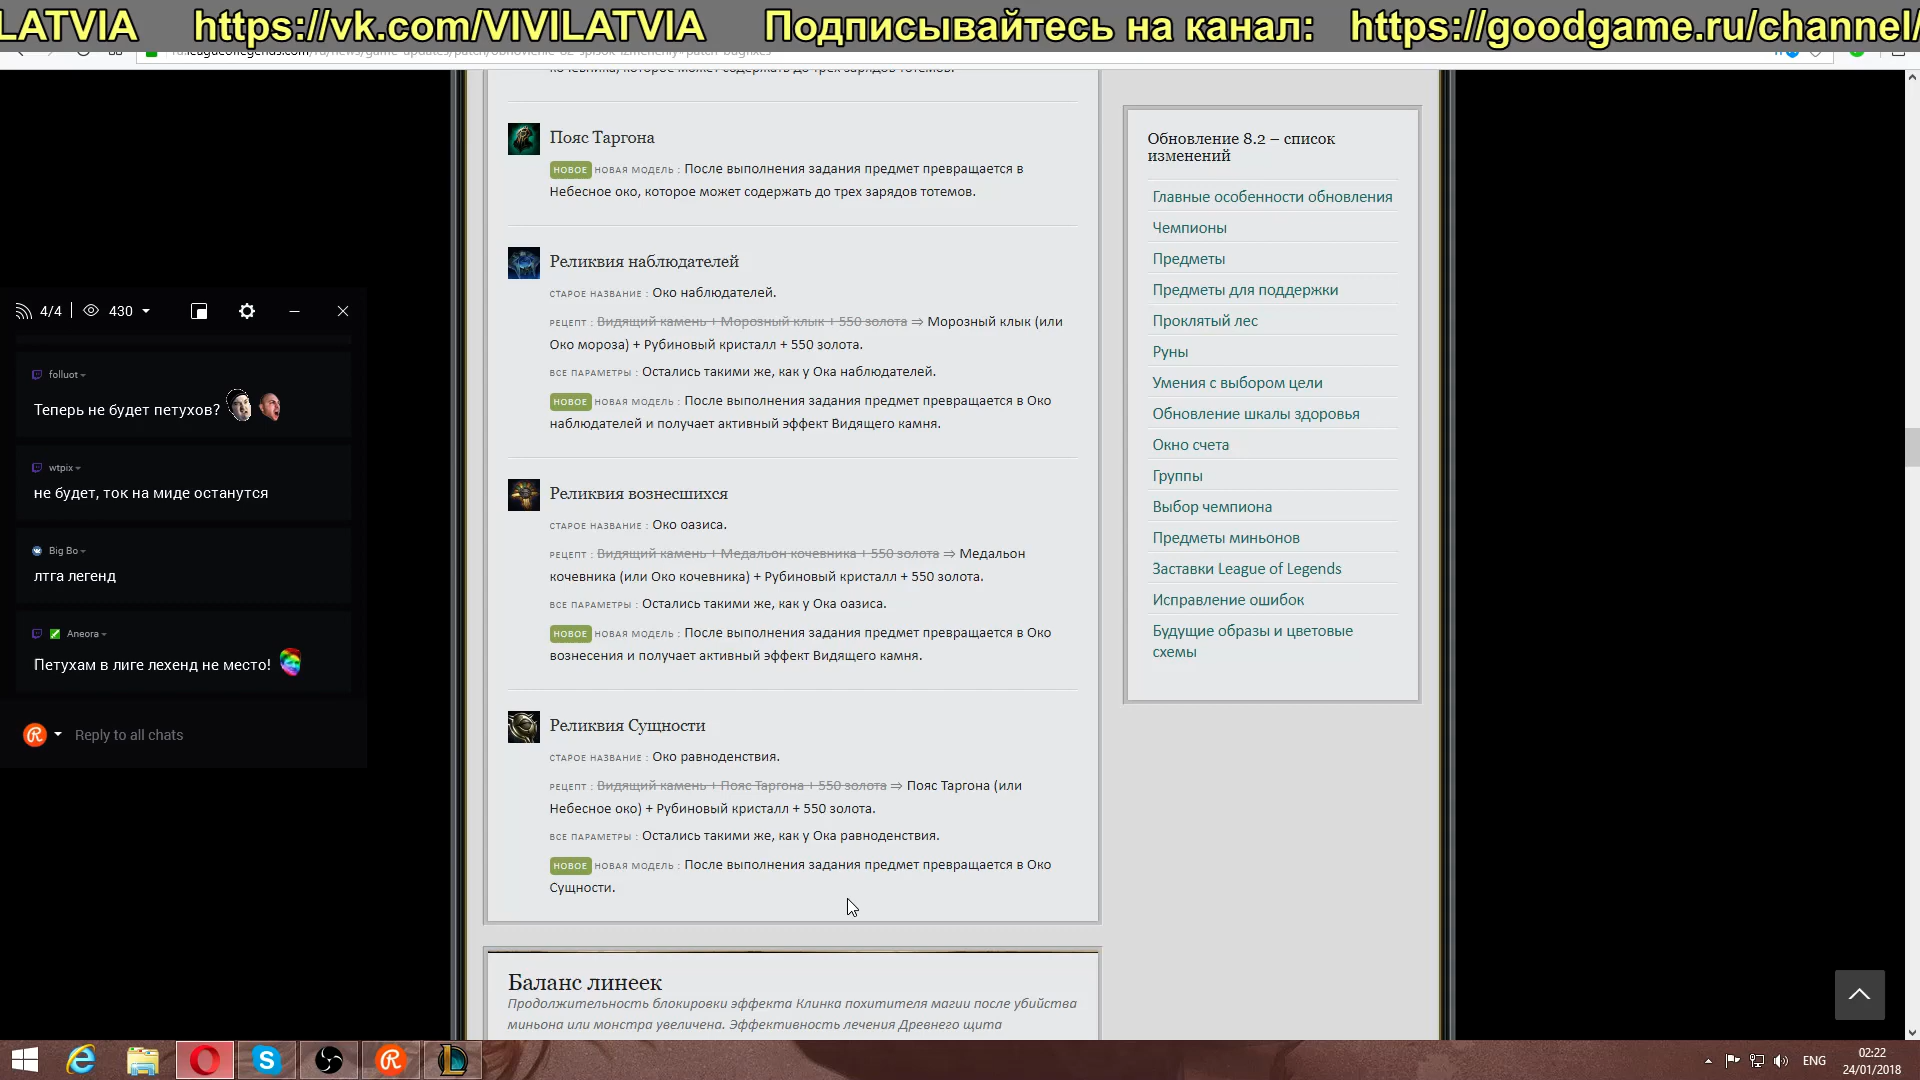 LATVIA https://vk.com/VIVILATVIA Подписывайтесь на канал: https://goodgame.ru/channel/
кочевника, которое может содержать до трех зарядов тотемов.
Пояс Таргона
НОВОЕ НОВАЯ МОДЕЛЬ : После выполнения задания предмет превращается в
Небесное око, которое может содержать до трех зарядов тотемов.
Реликвия наблюдателей
СТАРОЕ НАЗВАНИЕ : Око наблюдателей.
РЕЦЕПТ : Видящий камень + Морозный клык + 550 золота ⇒ Морозный клык (или
Око мороза) + Рубиновый кристалл + 550 золота.
ВСЕ ПАРАМЕТРЫ : Остались такими же, как у Ока наблюдателей.
НОВОЕ НОВАЯ МОДЕЛЬ : После выполнения задания предмет превращается в Око
наблюдателей и получает активный эффект Видящего камня.
Реликвия вознесшихся
СТАРОЕ НАЗВАНИЕ : Око оазиса.
РЕЦЕПТ : Видящий камень + Медальон кочевника + 550 золота ⇒ Медальон
кочевника (или Око кочевника) + Рубиновый кристалл + 550 золота.
ВСЕ ПАРАМЕТРЫ : Остались такими же, как у Ока оазиса.
НОВОЕ НОВАЯ МОДЕЛЬ : После выполнения задания предмет превращается в Око
вознесения и получает активный эффект Видящего камня.
Реликвия Сущности
СТАРОЕ НАЗВАНИЕ : Око равноденствия.
РЕЦЕПТ : Видящий камень + Пояс Таргона + 550 золота ⇒ Пояс Таргона (или
Небесное око) + Рубиновый кристалл + 550 золота.
ВСЕ ПАРАМЕТРЫ : Остались такими же, как у Ока равноденствия.
НОВОЕ НОВАЯ МОДЕЛЬ : После выполнения задания предмет превращается в Око
Сущности.
Баланс линеек
Продолжительность блокировки эффекта Клинка похитителя магии после убийства
миньона или монстра увеличена. Эффективность лечения Древнего щита
Обновление 8.2 – список
изменений
Главные особенности обновления
Чемпионы
Предметы
Предметы для поддержки
Проклятый лес
Руны
Умения с выбором цели
Обновление шкалы здоровья
Окно счета
Группы
Выбор чемпиона
Предметы миньонов
Заставки League of Legends
Исправление ошибок
Будущие образы и цветовые
схемы
4/4 430
folluot
Теперь не будет петухов?
wtpix
не будет, ток на миде останутся
Big Bo
лтга легенд
Aneora
Петухам в лиге лехенд не место!
Reply to all chats
ENG
02:22
24/01/2018